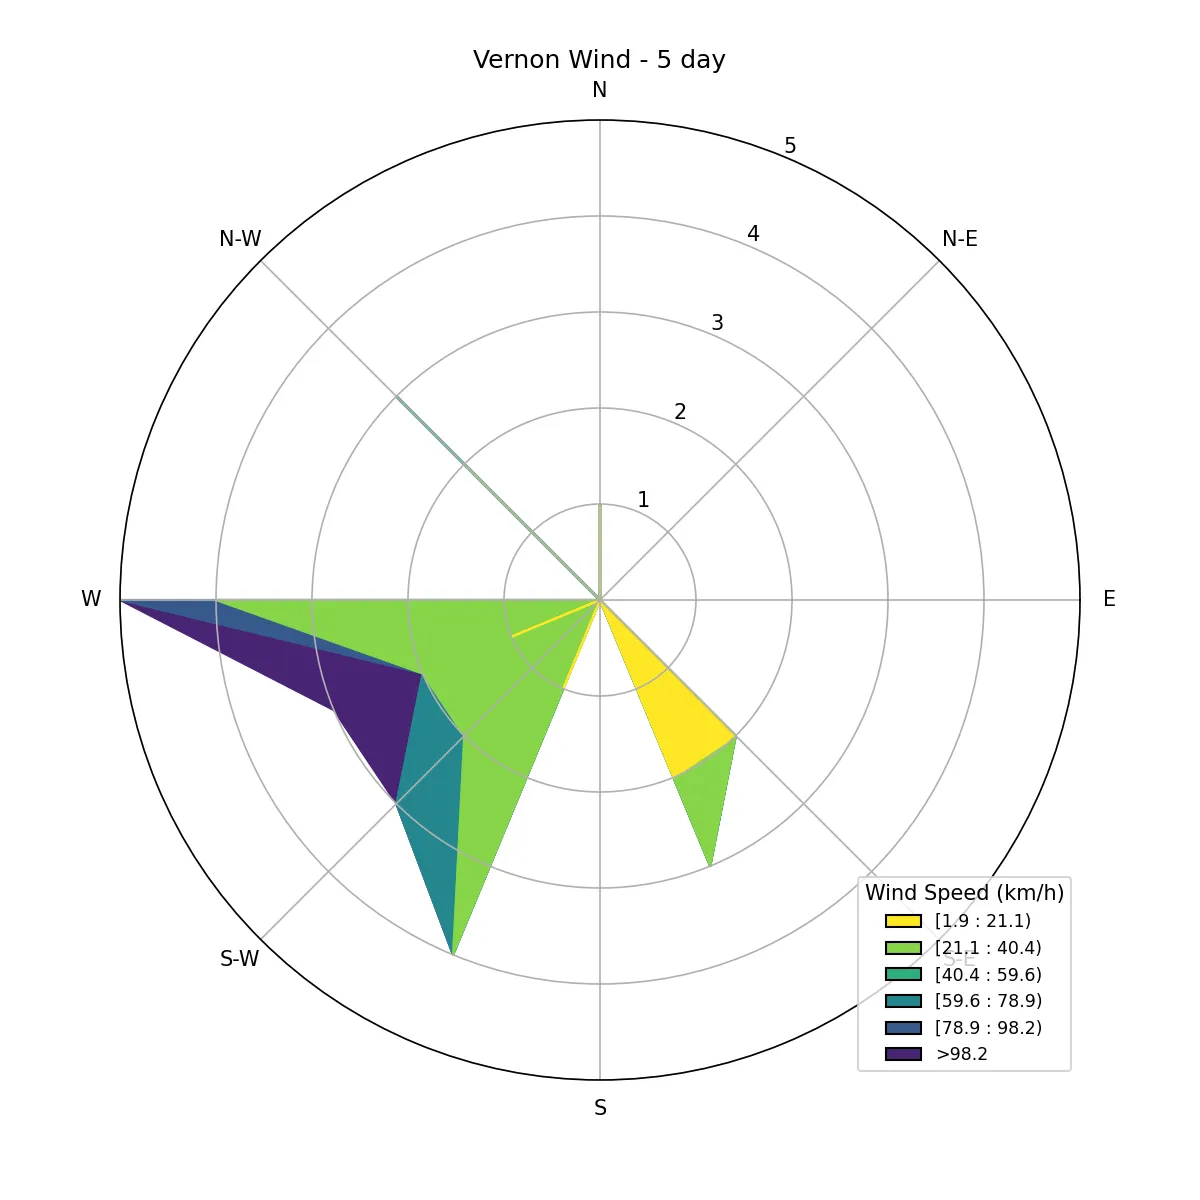 Vernon Wind - 5 day
N
5
N-W
4
N-E
3
2
1
W
E
Wind Speed (km/h)
[1.9 : 21.1)
[21.1 : 40.4)
S-W
S-E
[40.4 : 59.6)
[59.6 : 78.9)
[78.9 : 98.2)
>98.2
S